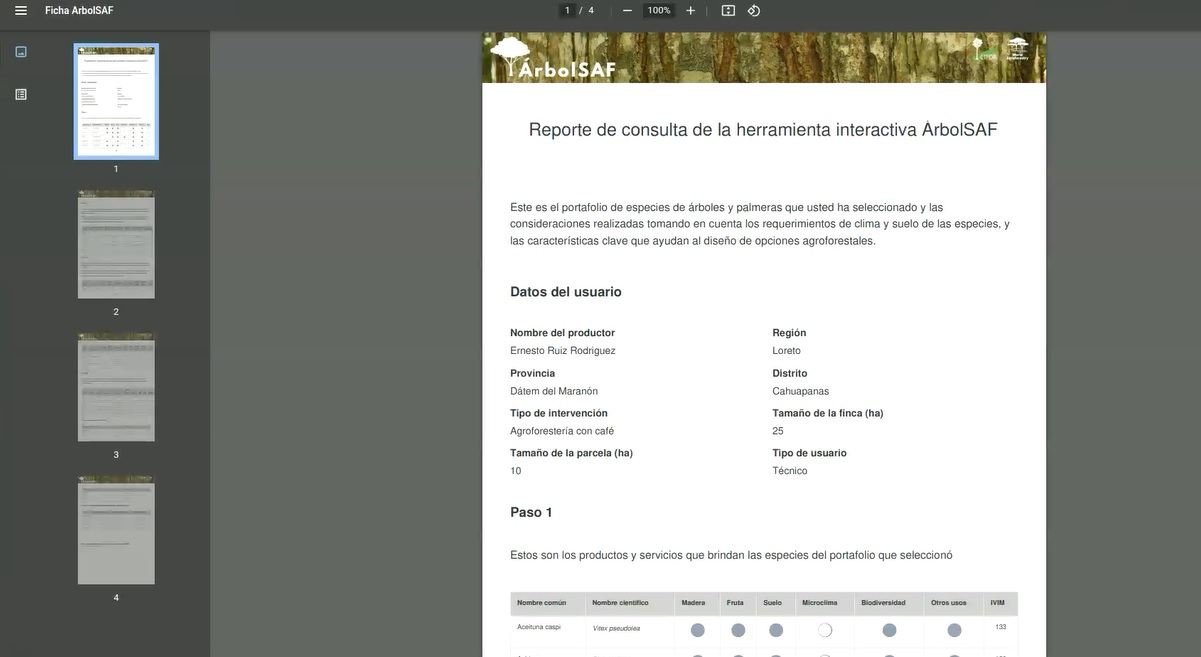 Ficha ArbolSAF
1 / 4
100%
ÁrbolSAF
Reporte de consulta de la herramienta interactiva ÁrbolSAF
Este es el portafolio de especies de árboles y palmeras que usted ha seleccionado y las
consideraciones realizadas tomando en cuenta los requerimientos de clima y suelo de las especies, y
las características clave que ayudan al diseño de opciones agroforestales.
Datos del usuario
Nombre del productor
Región
Ernesto Ruiz Rodriguez
Loreto
Provincia
Distrito
Dátem del Maranón
Cahuapanas
Tipo de intervención
Tamaño de la finca (ha)
Agroforestería con café
25
Tamaño de la parcela (ha)
Tipo de usuario
10
Técnico
Paso 1
Estos son los productos y servicios que brindan las especies del portafolio que seleccionó
Nombre común Nombre científico Madera Fruta Suelo Microclima Biodiversidad Otros usos IVIM
Aceituna caspi Vitex pseudolea 133
1
2
3
4